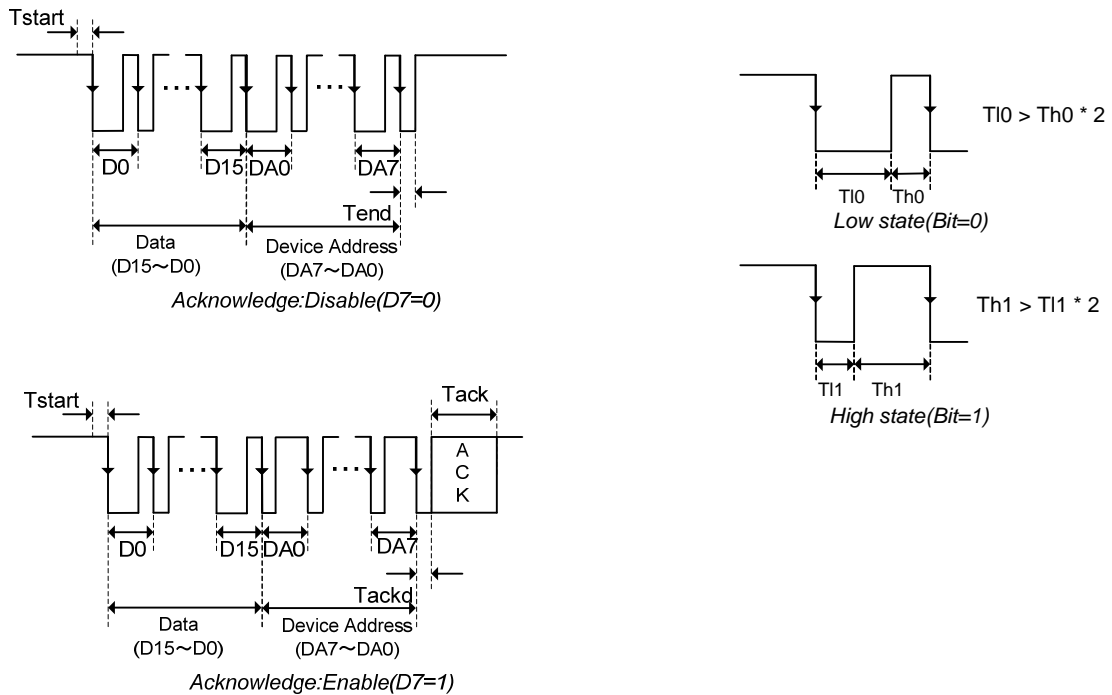 Tstart
D0 D15 DA0 DA7
Tend
Data
(D15～D0)
Device Address
(DA7～DA0)
Acknowledge:Disable(D7=0)
Tl0 > Th0 * 2
Tl0 Th0
Low state(Bit=0)
Th1 > Tl1 * 2
Tl1 Th1
High state(Bit=1)
Tstart
Tack
A
C
K
D0 D15 DA0 DA7
Tackd
Data
(D15～D0)
Device Address
(DA7～DA0)
Acknowledge:Enable(D7=1)